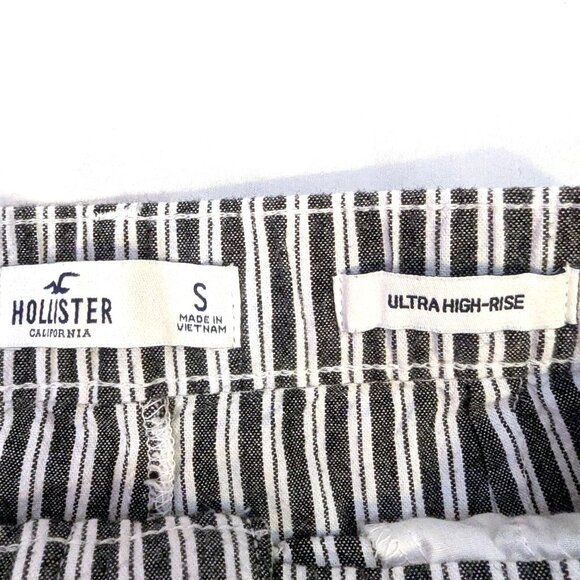 HOLLISTER
CALIFORNIA
S
MADE IN
VIETNAM
ULTRA HIGH-RISE